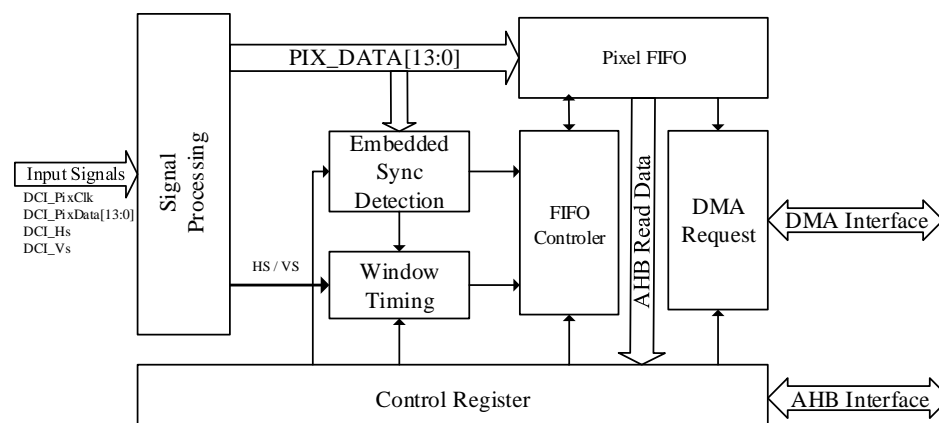 PIX_DATA[13:0]
Pixel FIFO
Signal
Processing
Input Signals
DCI_PixClk
DCI_PixData[13:0]
DCI_Hs
DCI_Vs
Embedded
Sync
Detection
HS / VS
Window
Timing
FIFO
Controler
AHB Read Data
DMA
Request
DMA Interface
Control Register
AHB Interface